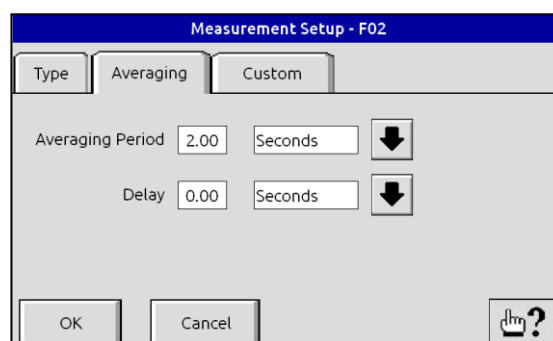 Measurement Setup - F02
Type Averaging Custom
Averaging Period 2.00 Seconds
Delay 0.00 Seconds
OK Cancel ?